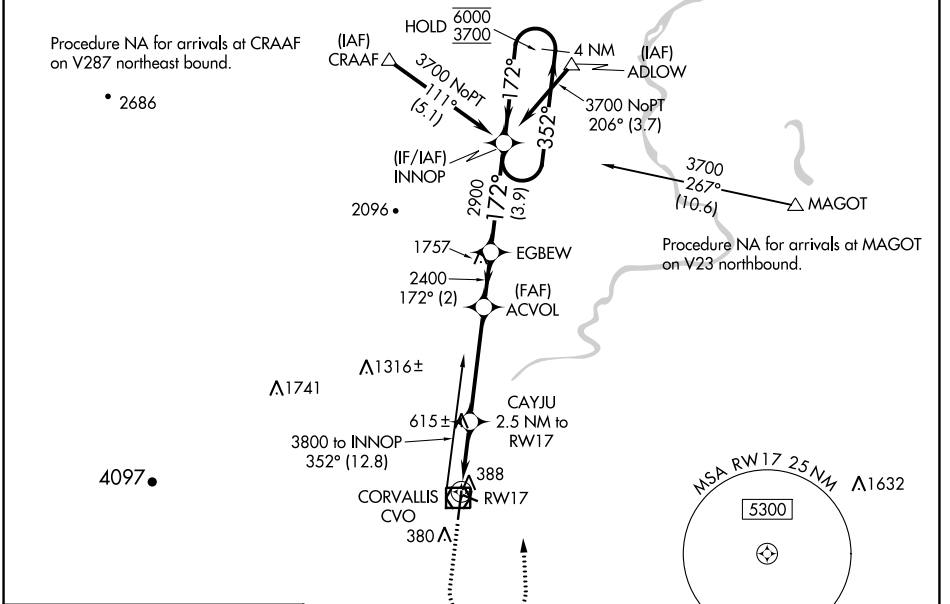 Procedure NA for arrivals at CRAAF
on V287 northeast bound.
2686
(IAF)
CRAAF
3700 NoPT
111°
(5.1)
HOLD
6000
3700
172°
352°
4 NM
(IAF)
ADLOW
3700 NoPT
206° (3.7)
(IF/IAF)
INNOP
3700
267°
(10.6)
MAGOT
Procedure NA for arrivals at MAGOT
on V23 northbound.
2900
172°
(3.9)
2096
1757
EGBEW
2400
172° (2)
(FAF)
ACVOL
1316±
1741
615±
CAYJU
2.5 NM to
RW17
3800 to INNOP
352° (12.8)
4097
388
CORVALLIS
CVO
RW17
380
MSA RW17 25 NM
5300
1632